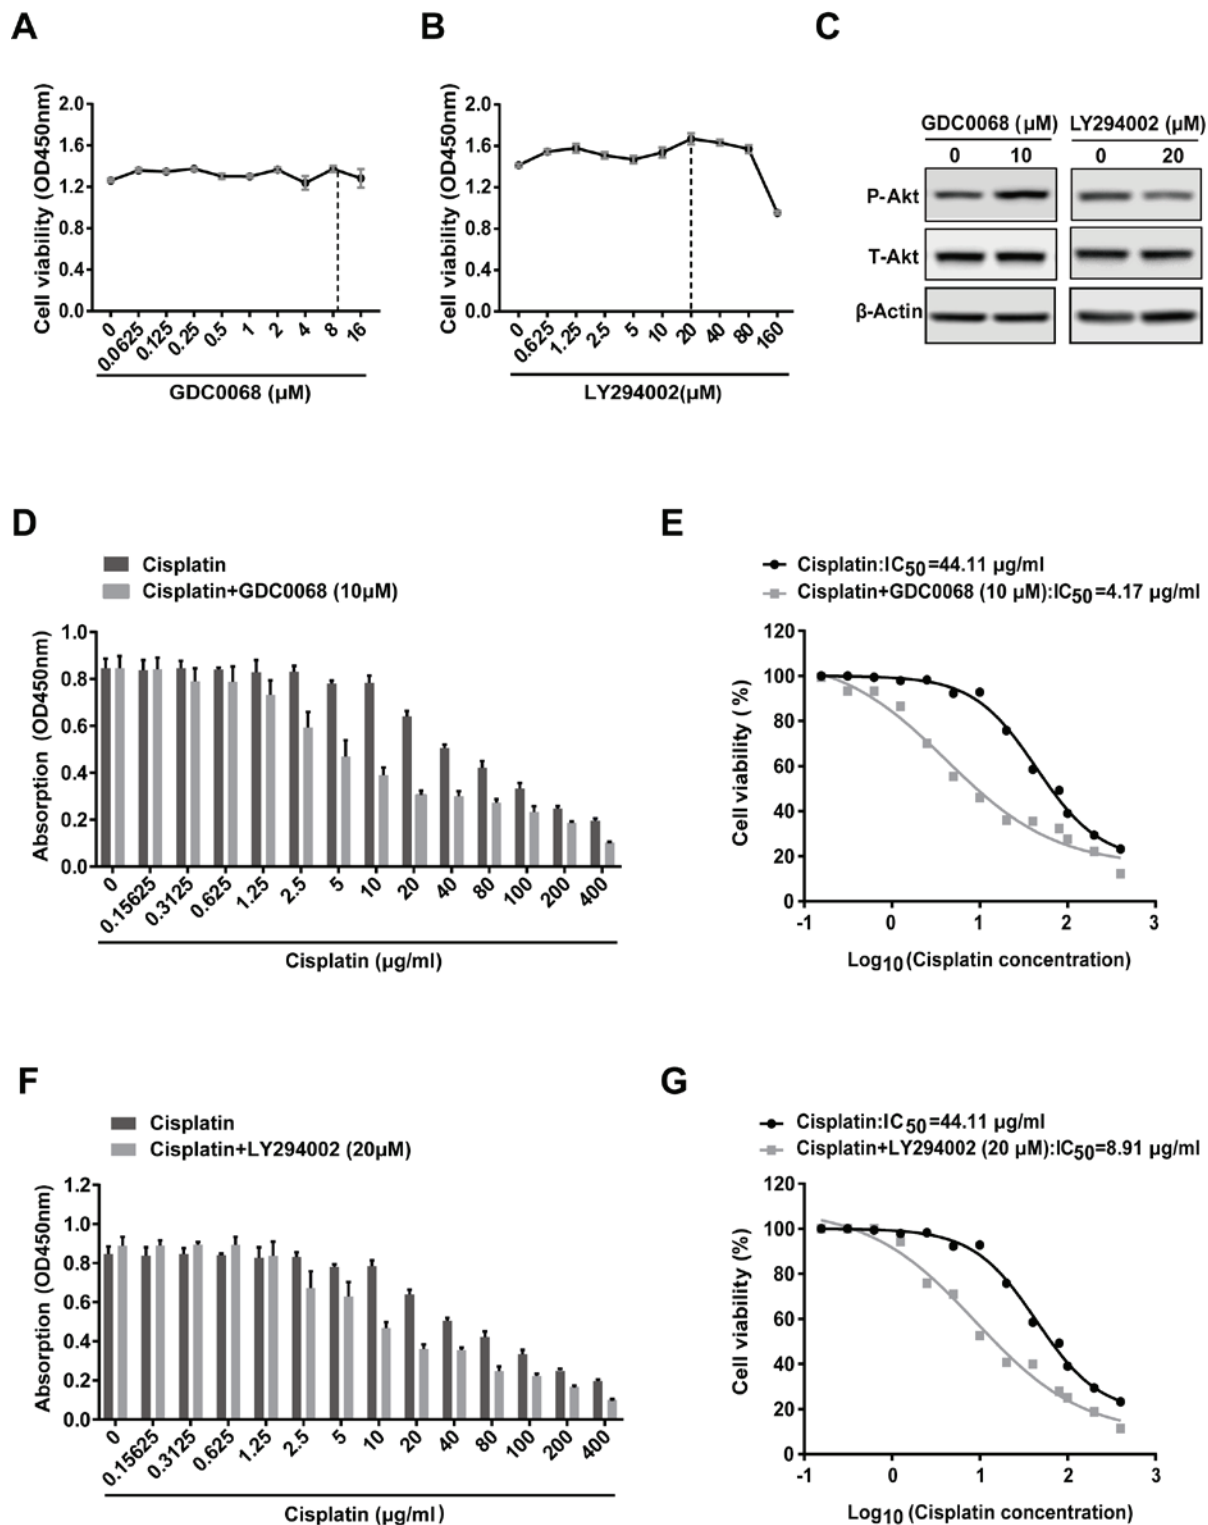 A
B
C
Cell viability (OD450nm)
2.0
1.6
1.2
0.8
0.4
0.0
0
0.0625
0.125
0.25
0.5
1
2
4
8
16
GDC0068 (µM)
Cell viability (OD450nm)
2.0
1.6
1.2
0.8
0.4
0.0
0
0.625
1.25
2.5
5
10
20
40
80
160
LY294002(µM)
GDC0068 (µM) LY294002 (µM)
0 10 0 20
P-Akt
T-Akt
β-Actin
D
Cisplatin
Cisplatin+GDC0068 (10µM)
Absorption (OD450nm)
1.0
0.8
0.6
0.4
0.2
0.0
0
0.15625
0.3125
0.625
1.25
2.5
5
10
20
40
80
100
200
400
Cisplatin (µg/ml)
E
Cisplatin:IC50=44.11 µg/ml
Cisplatin+GDC0068 (10 µM):IC50=4.17 µg/ml
Cell viability ( %)
120
100
80
60
40
20
0
-1 0 1 2 3
Log10(Cisplatin concentration)
F
Cisplatin
Cisplatin+LY294002 (20µM)
Absorption (OD450nm)
1.2
1.0
0.8
0.6
0.4
0.2
0.0
0
0.15625
0.3125
0.625
1.25
2.5
5
10
20
40
80
100
200
400
Cisplatin (µg/ml)
G
Cisplatin:IC50=44.11 µg/ml
Cisplatin+LY294002 (20 µM):IC50=8.91 µg/ml
Cell viability (%)
120
100
80
60
40
20
0
-1 0 1 2 3
Log10(Cisplatin concentration)